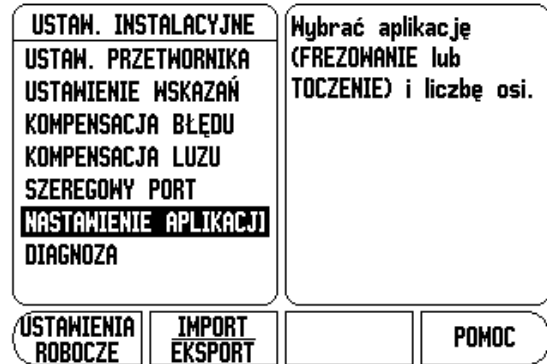 USTAW. INSTALACYJNE
USTAW. PRZETWORNIKA
USTAWIENIE WSKAZAŃ
KOMPENSACJA BŁĘDU
KOMPENSACJA LUZU
SZEREGOWY PORT
NASTAWIENIE APLIKACJI
DIAGNOZA
Wybrać aplikację
(FREZOWANIE lub
TOCZENIE) i liczbę osi.
USTAWIENIA
ROBOCZE
IMPORT
EKSPORT
POMOC